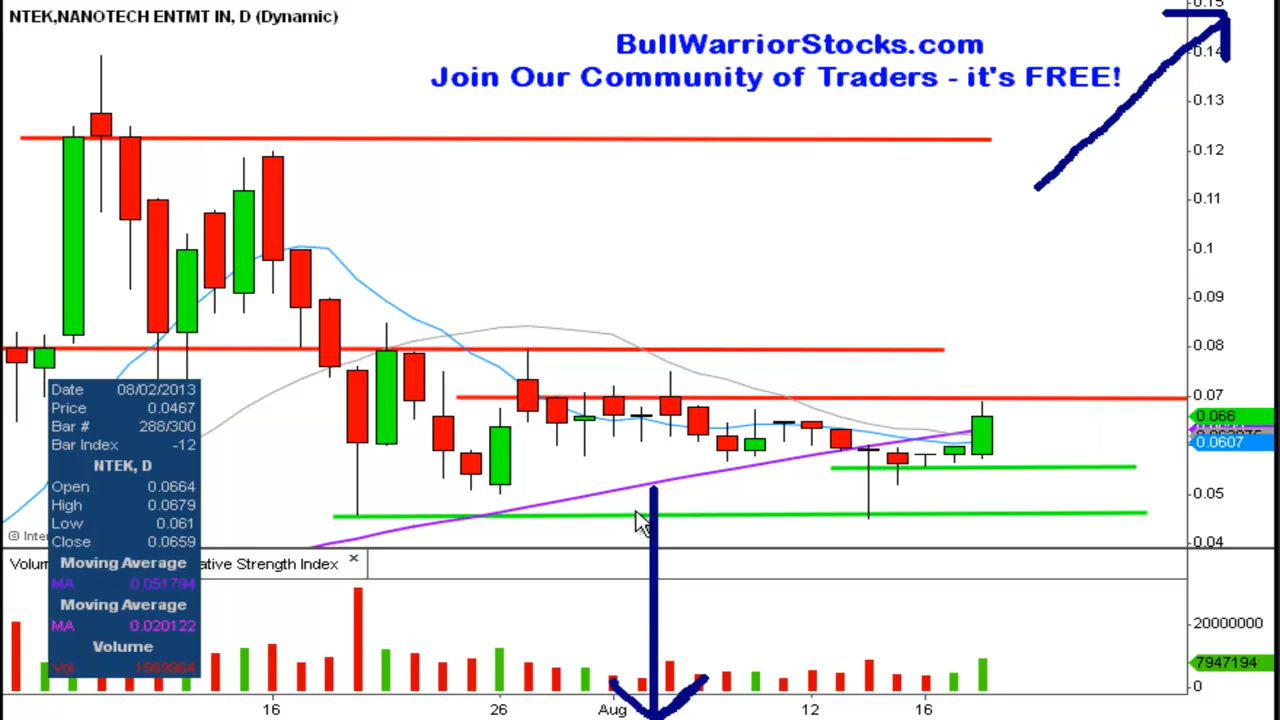 NTEK,NANOTECH ENTMT IN, D (Dynamic)
BullWarriorStocks.com
Join Our Community of Traders - it's FREE!
0.15
0.14
0.13
0.12
0.11
0.1
0.09
0.08
0.07
0.066
0.0607
0.05
0.04
Date 08/02/2013
Price 0.0467
Bar # 288/300
Bar Index -12
NTEK, D
Open 0.0664
High 0.0679
Low 0.061
Close 0.0659
Moving Average
MA 0.051794
Moving Average
MA 0.020122
Volume
Vol 1569964
© Inter
Volum
ative Strength Index ×
20000000
7947194
0
16 26 Aug 12 16